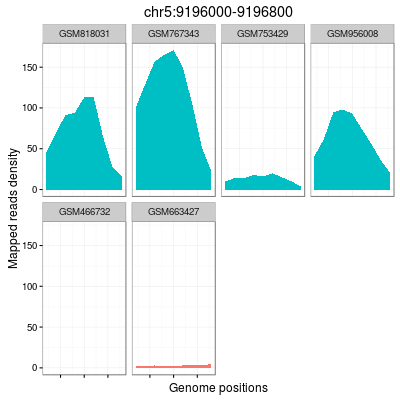 chr5:9196000-9196800
GSM818031 GSM767343 GSM753429 GSM956008
150
100
50
0
GSM466732 GSM663427
150
100
50
0
Mapped reads density
Genome positions